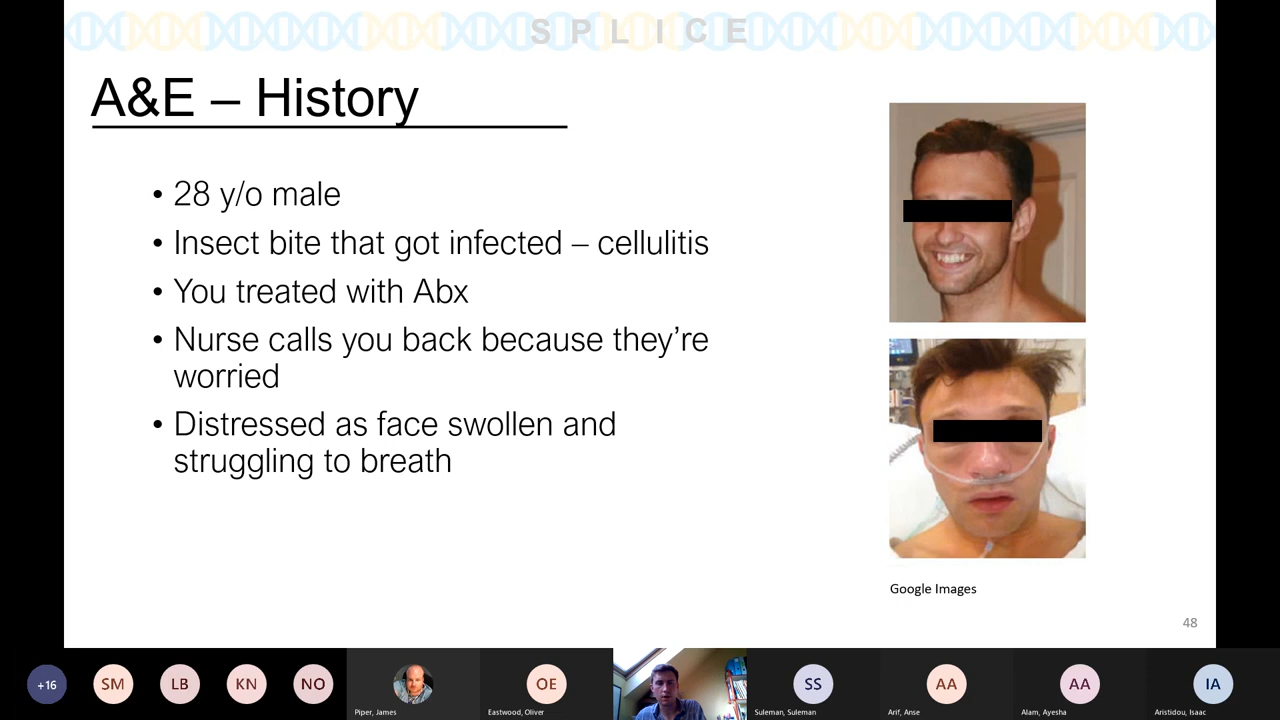 SPLICE
A&E – History
• 28 y/o male
• Insect bite that got infected – cellulitis
• You treated with Abx
• Nurse calls you back because they’re
worried
• Distressed as face swollen and
struggling to breath
Google Images
48
+16
SM
LB
KN
NO
Piper, James
OE
Eastwood, Oliver
SS
Suleman, Suleman
AA
Arif, Anse
AA
Alam, Ayesha
IA
Aristidou, Isaac